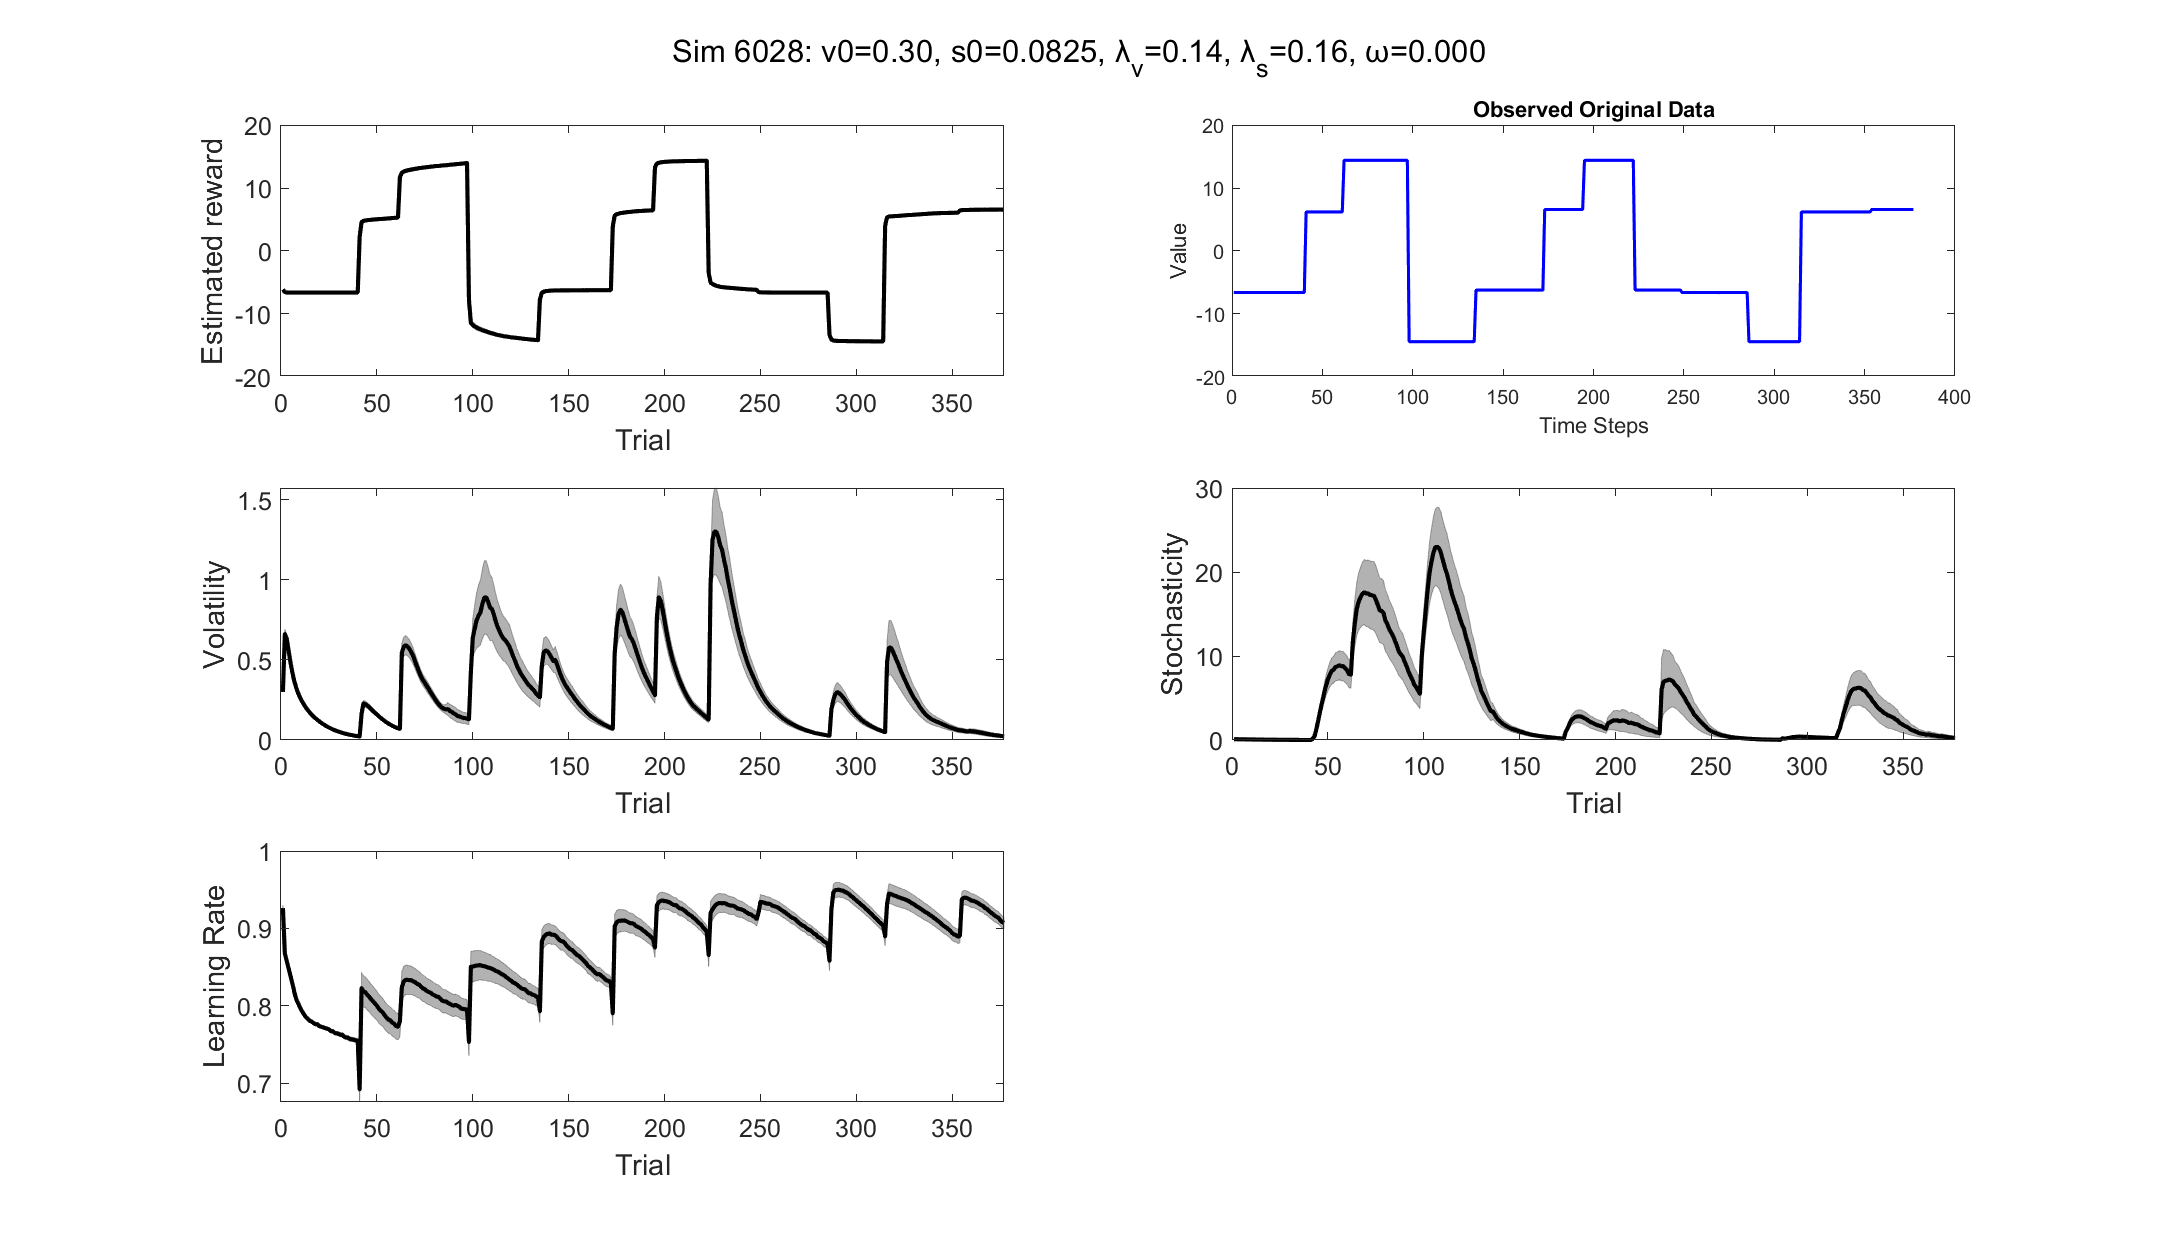 Sim 6028: v0=0.30, s0=0.0825, λ_v=0.14, λ_s=0.16, ω=0.000
Estimated reward
20
10
0
-10
-20
0 50 100 150 200 250 300 350
Trial
Observed Original Data
Value
20
10
0
-10
-20
0 50 100 150 200 250 300 350 400
Time Steps
Volatility
1.5
1
0.5
0
0 50 100 150 200 250 300 350
Trial
Stochasticity
30
20
10
0
0 50 100 150 200 250 300 350
Trial
Learning Rate
1
0.9
0.8
0.7
0 50 100 150 200 250 300 350
Trial